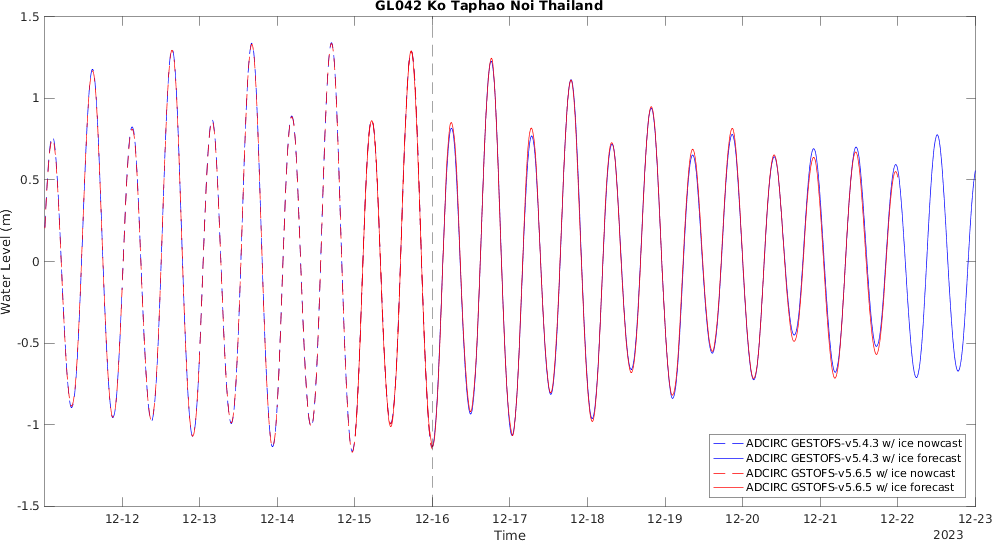 GL042 Ko Taphao Noi Thailand
1.5
1
0.5
0
-0.5
-1
-1.5
Water Level (m)
12-12
12-13
12-14
12-15
12-16
12-17
12-18
12-19
12-20
12-21
12-22
12-23
Time
2023
ADCIRC GESTOFS-v5.4.3 w/ ice nowcast
ADCIRC GESTOFS-v5.4.3 w/ ice forecast
ADCIRC GSTOFS-v5.6.5 w/ ice nowcast
ADCIRC GSTOFS-v5.6.5 w/ ice forecast